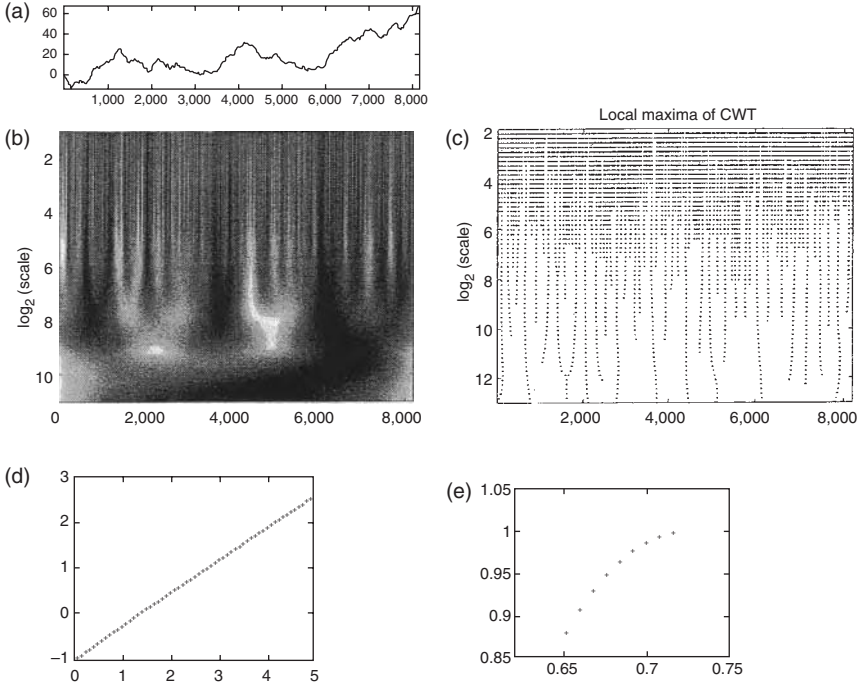 (a)
60
40
20
0
1,000 2,000 3,000 4,000 5,000 6,000 7,000 8,000
(b)
2
4
6
8
10
log2 (scale)
0 2,000 4,000 6,000 8,000
(c)
Local maxima of CWT
2
4
6
8
10
12
log2 (scale)
2,000 4,000 6,000 8,000
(d)
3
2
1
0
−1
0 1 2 3 4 5
(e)
1.05
1
0.95
0.9
0.85
0.65 0.7 0.75